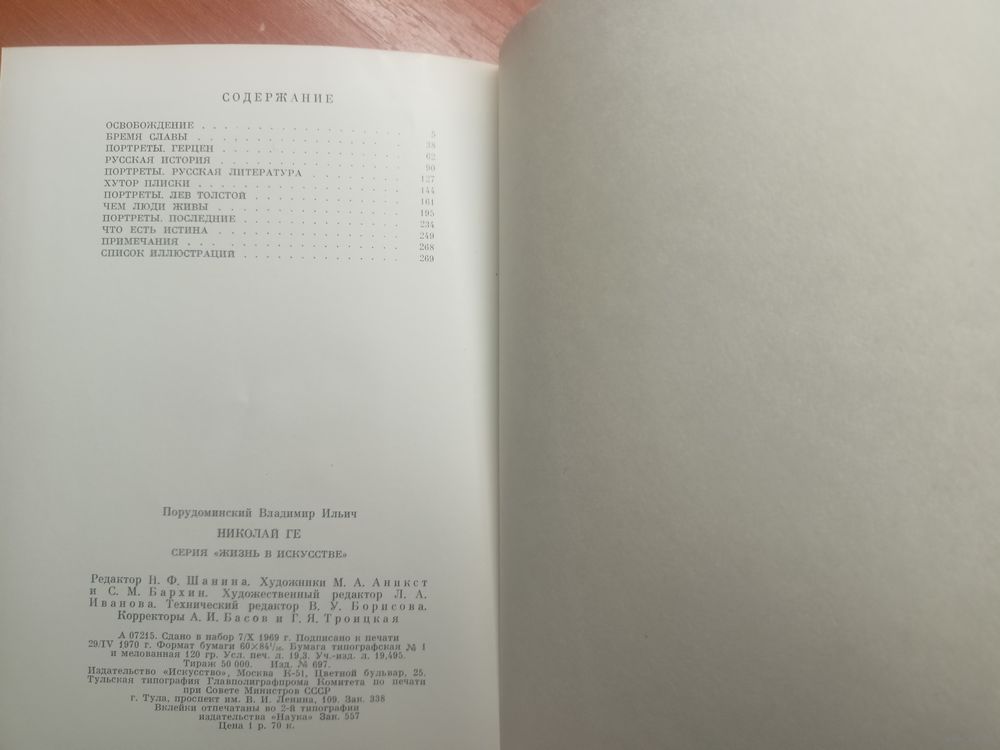 СОДЕРЖАНИЕ
ОСВОБОЖДЕНИЕ . . . . . . . . . . . . . . 5
БРЕМЯ СЛАВЫ . . . . . . . . . . . . . . 38
ПОРТРЕТЫ. ГЕРЦЕН . . . . . . . . . . . . 62
РУССКАЯ ИСТОРИЯ . . . . . . . . . . . . 90
ПОРТРЕТЫ. РУССКАЯ ЛИТЕРАТУРА . . . . . . . 127
ХУТОР ПЛИСКИ . . . . . . . . . . . . . . 144
ПОРТРЕТЫ. ЛЕВ ТОЛСТОЙ . . . . . . . . . . 161
ЧЕМ ЛЮДИ ЖИВЫ . . . . . . . . . . . . . 195
ПОРТРЕТЫ. ПОСЛЕДНИЕ . . . . . . . . . . . 234
ЧТО ЕСТЬ ИСТИНА . . . . . . . . . . . . 249
ПРИМЕЧАНИЯ . . . . . . . . . . . . . . 268
СПИСОК ИЛЛЮСТРАЦИЙ . . . . . . . . . . . 269
Порудоминский Владимир Ильич
НИКОЛАЙ ГЕ
СЕРИЯ «ЖИЗНЬ В ИСКУССТВЕ»
Редактор Н. Ф. Шанина. Художники М. А. Аникст
и С. М. Бархин. Художественный редактор Л. А.
Иванова. Технический редактор В. У. Борисова.
Корректоры А. И. Басов и Г. Я. Троицкая
А 07215. Сдано в набор 7/X 1969 г. Подписано к печати
29/IV 1970 г. Формат бумаги 60×84¹/₁₆. Бумага типографская № 1
и мелованная 120 гр. Усл. печ. л. 19,3. Уч.-изд. л. 19,495.
Тираж 50 000. Изд. № 697.
Издательство «Искусство», Москва К-51, Цветной бульвар, 25.
Тульская типография Главполиграфпрома Комитета по печати
при Совете Министров СССР
г. Тула, проспект им. В. И. Ленина, 109. Зак. 338
Вклейки отпечатаны во 2-й типографии
издательства «Наука» Зак. 557
Цена 1 р. 70 к.